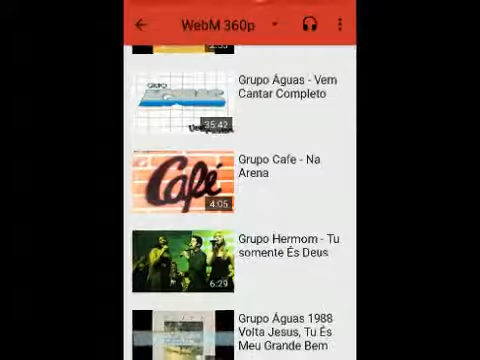 WebM 360p
Grupo Águas - Vem
Cantar Completo
GRUPO
35:42
Grupo Cafe - Na
Arena
Café
4:05
Grupo Hermom - Tu
somente És Deus
6:29
Grupo Águas 1988
Volta Jesus, Tu És
Meu Grande Bem